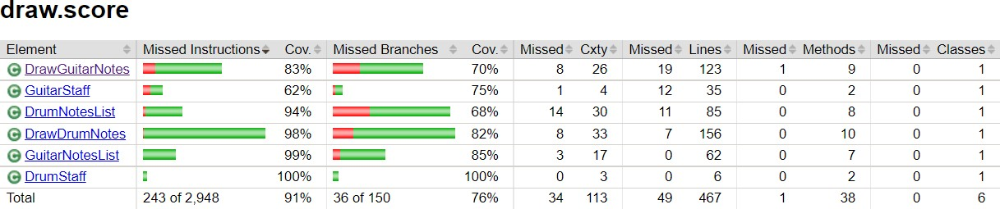 draw.score
Element Missed Instructions Cov. Missed Branches Cov. Missed Cxty Missed Lines Missed Methods Missed Classes
C DrawGuitarNotes 83% 70% 8 26 19 123 1 9 0 1
C GuitarStaff 62% 75% 1 4 12 35 0 2 0 1
C DrumNotesList 94% 68% 14 30 11 85 0 8 0 1
C DrawDrumNotes 98% 82% 8 33 7 156 0 10 0 1
C GuitarNotesList 99% 85% 3 17 0 62 0 7 0 1
C DrumStaff 100% 100% 0 3 0 6 0 2 0 1
Total 243 of 2,948 91% 36 of 150 76% 34 113 49 467 1 38 0 6